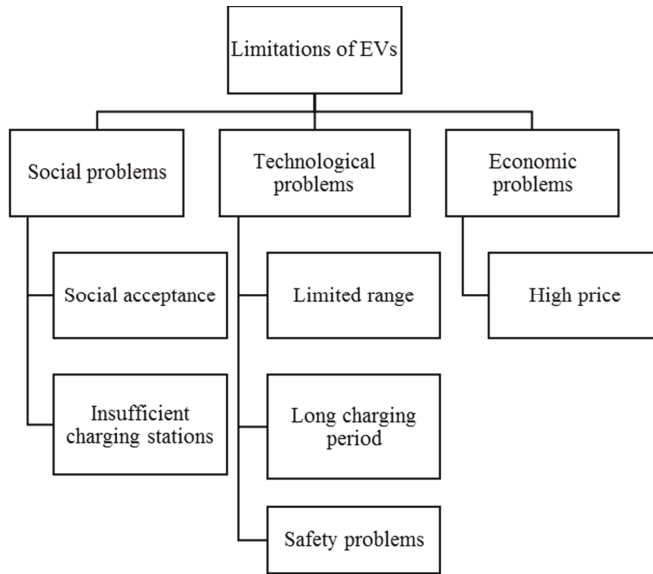 Limitations of EVs
Social problems
Technological
problems
Economic
problems
Social acceptance
Limited range
High price
Insufficient
charging stations
Long charging
period
Safety problems